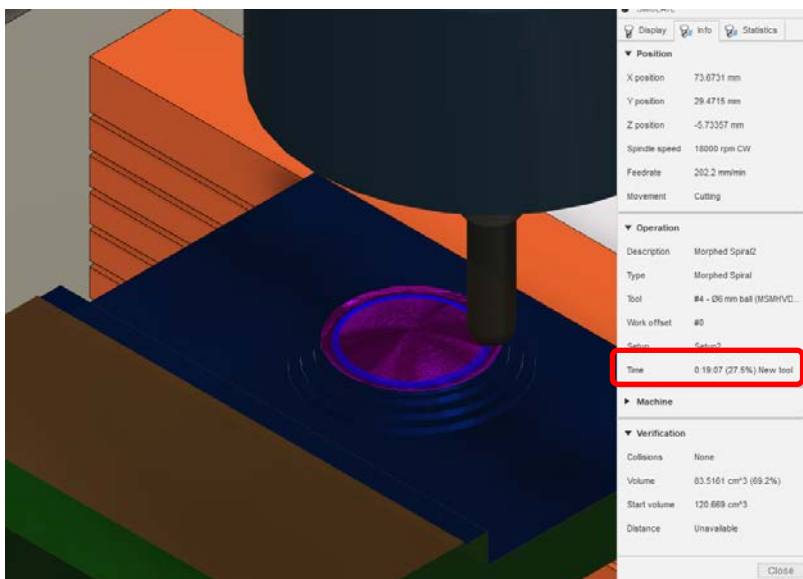 SIMULATE
Display Info Statistics
▼ Position
X position 73.6731 mm
Y position 29.4715 mm
Z position -5.73357 mm
Spindle speed 18000 rpm CW
Feedrate 202.2 mm/min
Movement Cutting
▼ Operation
Description Morphed Spiral2
Type Morphed Spiral
Tool #4 - Ø6 mm ball (MSMHVD...
Work offset #0
Setup Setup2
Time 0:19:07 (27.5%) New tool
▶ Machine
▼ Verification
Collisions None
Volume 83.5161 cm^3 (69.2%)
Start volume 120.669 cm^3
Distance Unavailable
Close